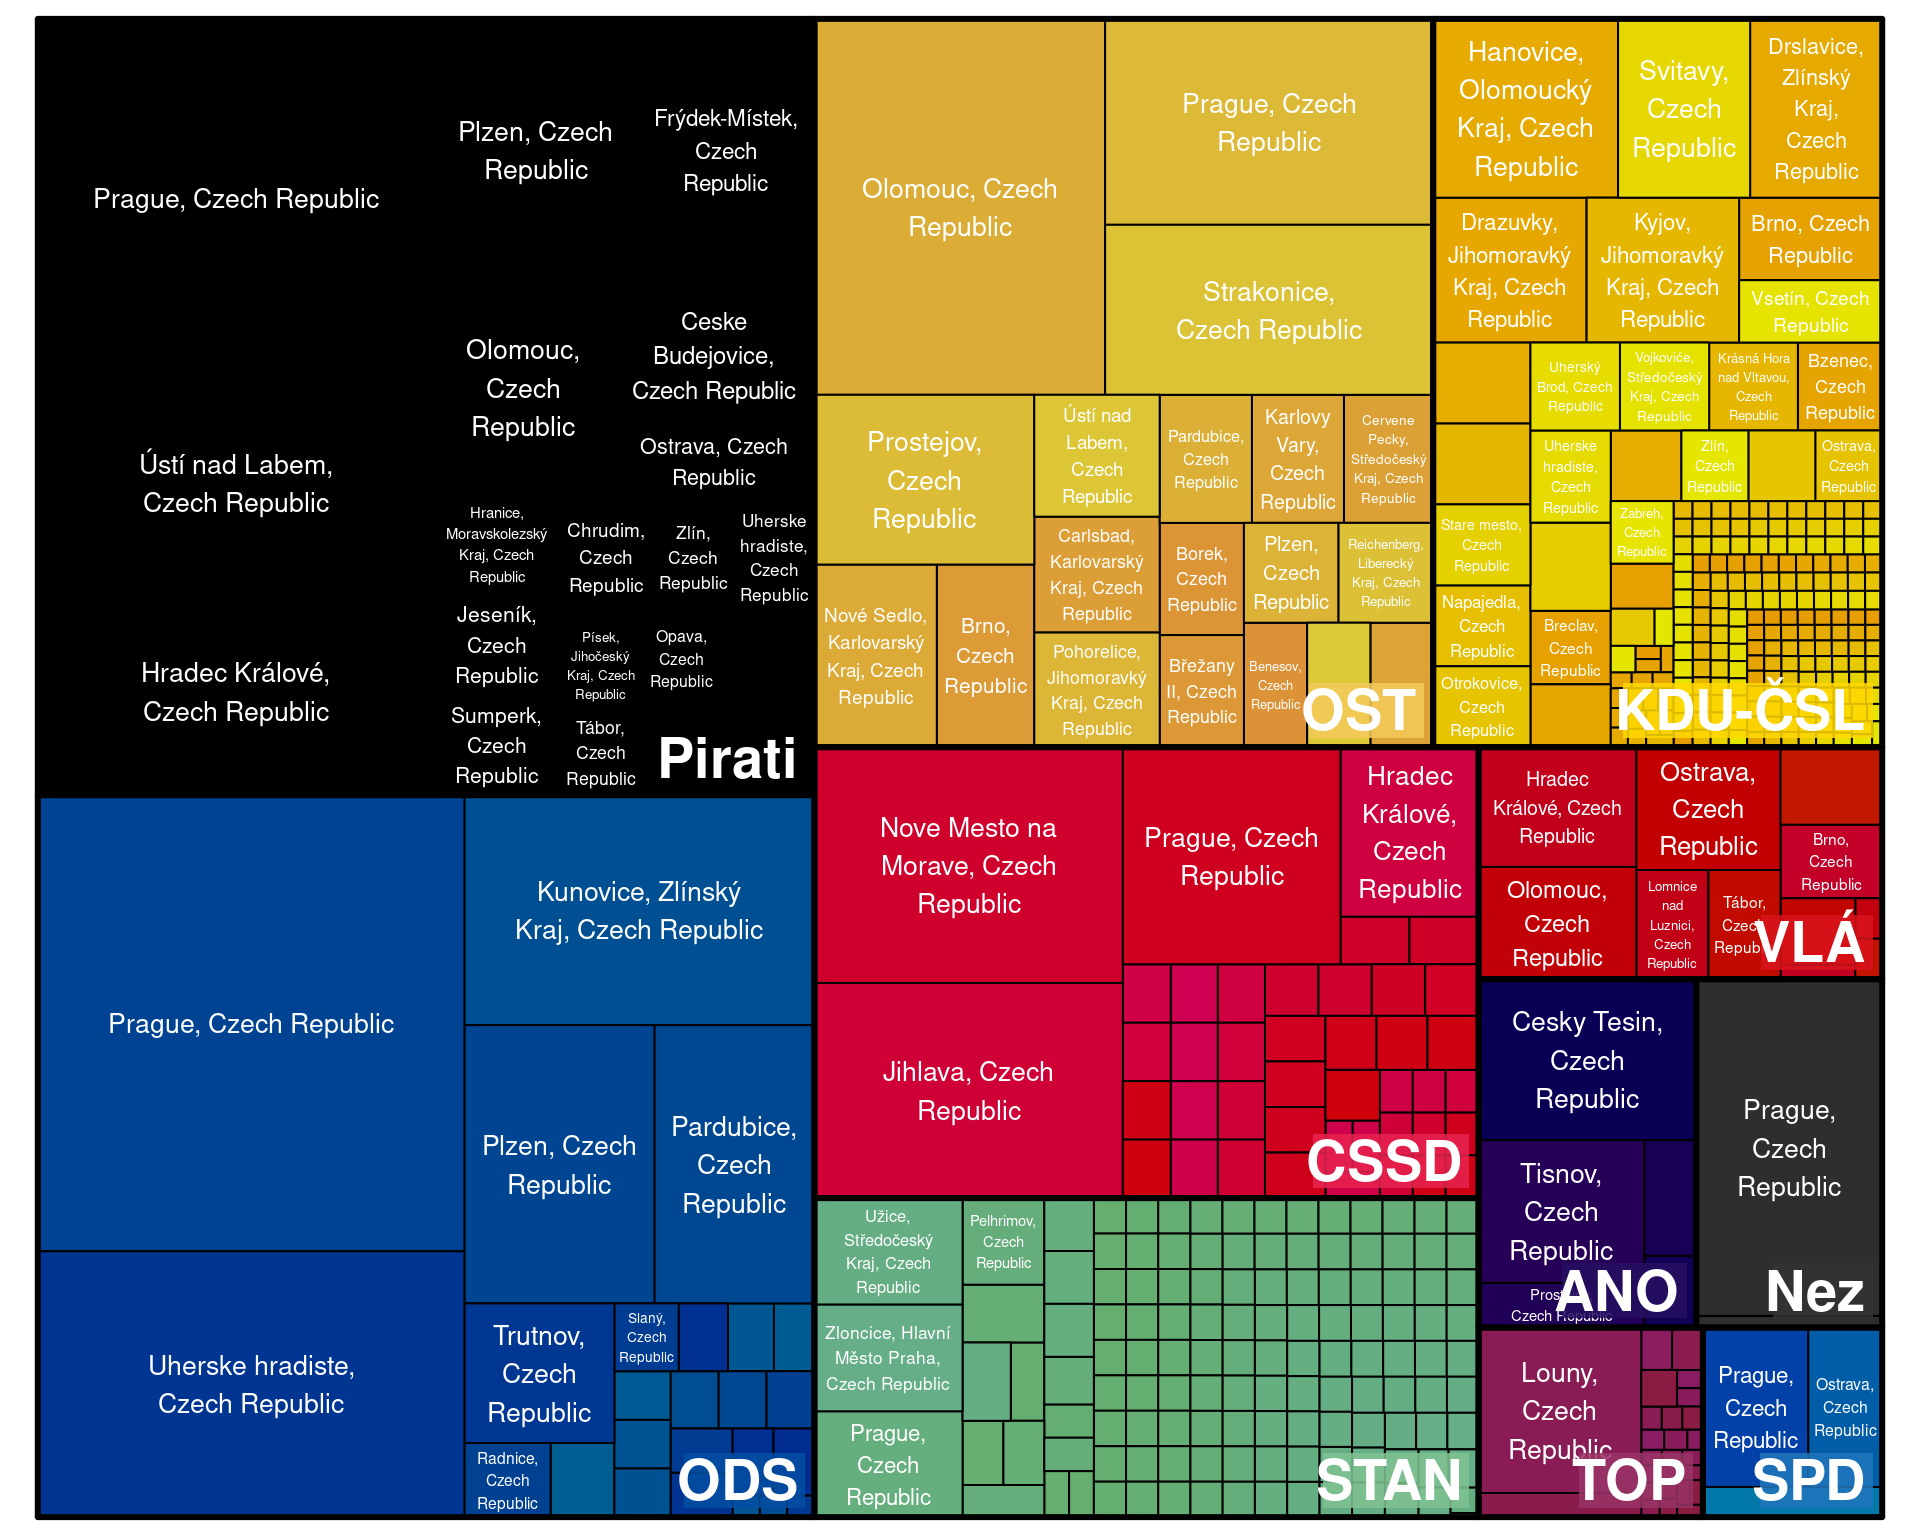 Prague, Czech Republic
Plzen, Czech
Republic
Frýdek-Místek,
Czech
Republic
Ústí nad Labem,
Czech Republic
Olomouc,
Czech
Republic
Ceske
Budejovice,
Czech Republic
Ostrava, Czech
Republic
Hradec Králové,
Czech Republic
Hranice,
Moravskolezský
Kraj, Czech
Republic
Chrudim,
Czech
Republic
Zlín,
Czech
Republic
Uherske
hradiste,
Czech
Republic
Jeseník,
Czech
Republic
Písek,
Jihočeský
Kraj, Czech
Republic
Opava,
Czech
Republic
Sumperk,
Czech
Republic
Tábor,
Czech
Republic
Pirati
Prague, Czech Republic
Kunovice, Zlínský
Kraj, Czech Republic
Plzen, Czech
Republic
Pardubice,
Czech
Republic
Uherske hradiste,
Czech Republic
Trutnov,
Czech
Republic
Slaný,
Czech
Republic
Radnice,
Czech
Republic
ODS
Olomouc, Czech
Republic
Prague, Czech
Republic
Strakonice,
Czech Republic
Prostejov,
Czech
Republic
Ústí nad
Labem,
Czech
Republic
Pardubice,
Czech
Republic
Karlovy
Vary,
Czech
Republic
Cervene
Pecky,
Středočeský
Kraj, Czech
Republic
Nové Sedlo,
Karlovarský
Kraj, Czech
Republic
Brno,
Czech
Republic
Carlsbad,
Karlovarský
Kraj, Czech
Republic
Pohorelice,
Jihomoravký
Kraj, Czech
Republic
Borek,
Czech
Republic
Plzen,
Czech
Republic
Reichenberg,
Liberecký
Kraj, Czech
Republic
Břežany
II, Czech
Republic
Benesov,
Czech
Republic
OST
Hanovice,
Olomoucký
Kraj, Czech
Republic
Svitavy,
Czech
Republic
Drslavice,
Zlínský
Kraj,
Czech
Republic
Drazuvky,
Jihomoravký
Kraj, Czech
Republic
Kyjov,
Jihomoravký
Kraj, Czech
Republic
Brno, Czech
Republic
Vsetín, Czech
Republic
Uherský
Brod, Czech
Republic
Vojkoviće,
Středočeský
Kraj, Czech
Republic
Krásná Hora
nad Vltavou,
Czech
Republic
Bzenec,
Czech
Republic
Uherske
hradiste,
Czech
Republic
Zlín,
Czech
Republic
Ostrava,
Czech
Republic
Stare mesto,
Czech
Republic
Zabreh,
Czech
Republic
Napajedla,
Czech
Republic
Breclav,
Czech
Republic
Otrokovice,
Czech
Republic
KDU-ČSL
Nove Mesto na
Morave, Czech
Republic
Prague, Czech
Republic
Hradec
Králové,
Czech
Republic
Jihlava, Czech
Republic
CSSD
Hradec
Králové, Czech
Republic
Ostrava,
Czech
Republic
Brno,
Czech
Republic
Olomouc,
Czech
Republic
Lomnice
nad
Luznici,
Czech
Republic
Tábor,
VLÁ
Cesky Tesin,
Czech
Republic
Tisnov,
Czech
Republic
Czech Republic
ANO
Prague,
Czech
Republic
Nez
Užice,
Středočeský
Kraj, Czech
Republic
Pelhrimov,
Czech
Republic
Zloncice, Hlavní
Město Praha,
Czech Republic
Prague,
Czech
Republic
STAN
Louny,
Czech
Republic
TOP
Prague,
Czech
Republic
Ostrava,
Czech
Republic
SPD